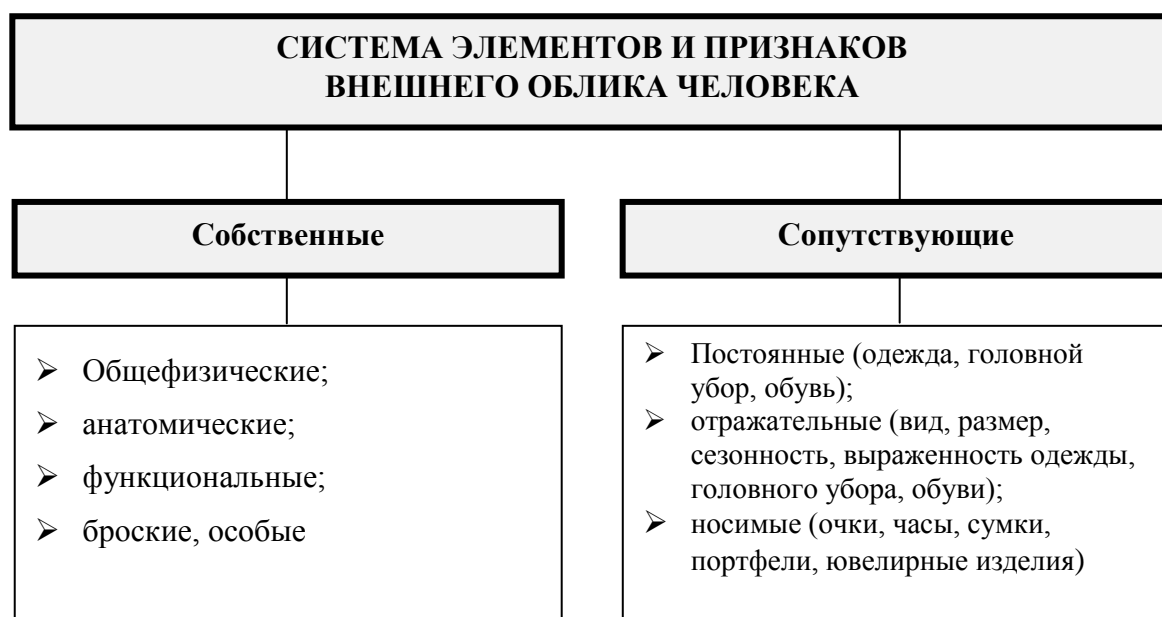 СИСТЕМА ЭЛЕМЕНТОВ И ПРИЗНАКОВ
ВНЕШНЕГО ОБЛИКА ЧЕЛОВЕКА
Собственные
➢ Общефизические;
➢ анатомические;
➢ функциональные;
➢ броские, особые
Сопутствующие
➢ Постоянные (одежда, головной
убор, обувь);
➢ отражательные (вид, размер,
сезонность, выраженность одежды,
головного убора, обуви);
➢ носимые (очки, часы, сумки,
портфели, ювелирные изделия)